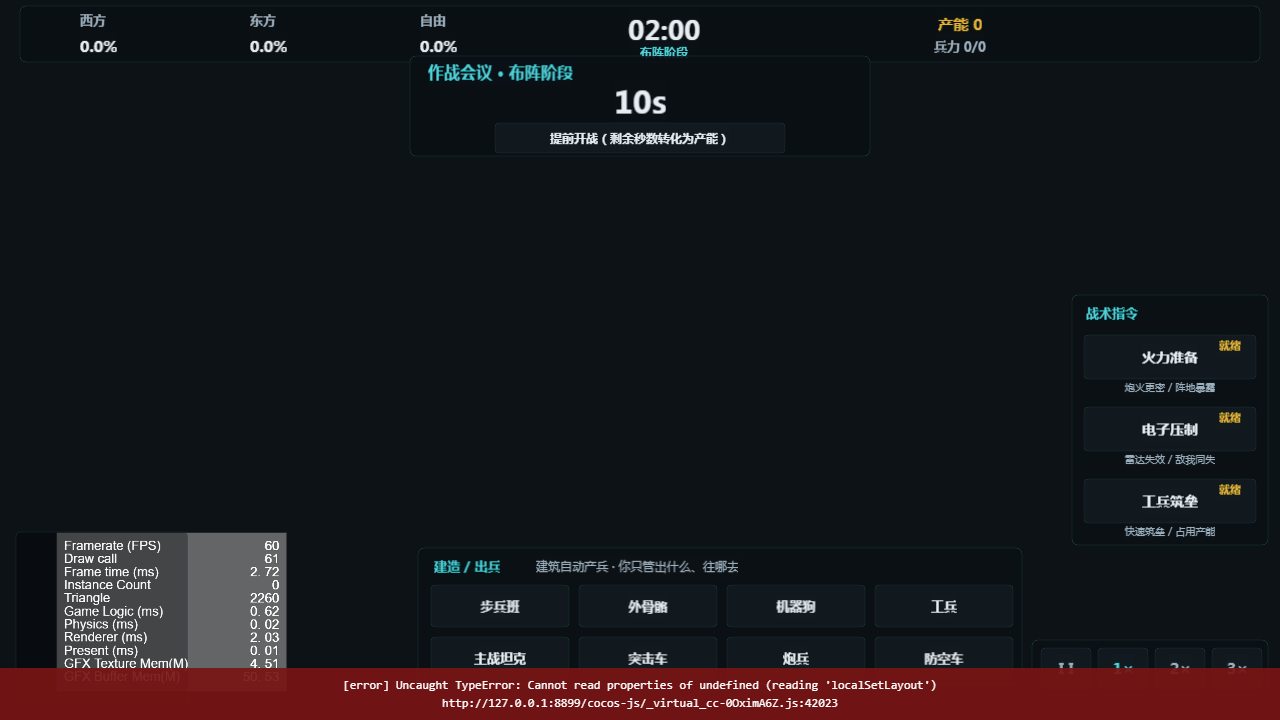 西方 东方 自由 02:00 产能 0
0.0% 0.0% 0.0% 布阵阶段 兵力 0/0
作战会议 • 布阵阶段
10s
提前开战 ( 剩余秒数转化为产能 )
战术指令
火力准备 就绪
炮火更密 / 阵地暴露
电子压制 就绪
雷达失效 / 敌我同失
工兵筑垒 就绪
快速筑垒 / 占用产能
Framerate (FPS) 60
Draw call 61
Frame time (ms) 2.72
Instance Count 0
Triangle 2260
Game Logic (ms) 0.62
Physics (ms) 0.02
Renderer (ms) 2.03
Present (ms) 0.01
GFX Texture Mem(M) 4.51
GFX Buffer Mem(M) 50.53
建造 / 出兵 建筑自动产兵 · 你只管出什么、往哪去
步兵班 外骨骼 机器狗 工兵
主战坦克 突击车 炮兵 防空车
1× 2× 3×
[error] Uncaught TypeError: Cannot read properties of undefined (reading 'localSetLayout')
http://127.0.0.1:8899/cocos-js/_virtual_cc-0OximA6Z.js:42023